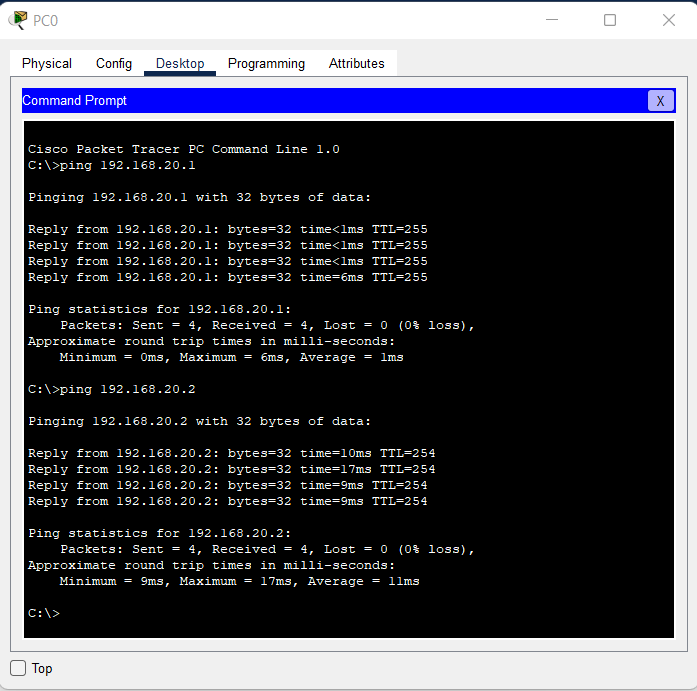 PC0
Physical Config Desktop Programming Attributes
Command Prompt X
Cisco Packet Tracer PC Command Line 1.0
C:\>ping 192.168.20.1
Pinging 192.168.20.1 with 32 bytes of data:
Reply from 192.168.20.1: bytes=32 time<1ms TTL=255
Reply from 192.168.20.1: bytes=32 time<1ms TTL=255
Reply from 192.168.20.1: bytes=32 time<1ms TTL=255
Reply from 192.168.20.1: bytes=32 time=6ms TTL=255
Ping statistics for 192.168.20.1:
Packets: Sent = 4, Received = 4, Lost = 0 (0% loss),
Approximate round trip times in milli-seconds:
Minimum = 0ms, Maximum = 6ms, Average = 1ms
C:\>ping 192.168.20.2
Pinging 192.168.20.2 with 32 bytes of data:
Reply from 192.168.20.2: bytes=32 time=10ms TTL=254
Reply from 192.168.20.2: bytes=32 time=17ms TTL=254
Reply from 192.168.20.2: bytes=32 time=9ms TTL=254
Reply from 192.168.20.2: bytes=32 time=9ms TTL=254
Ping statistics for 192.168.20.2:
Packets: Sent = 4, Received = 4, Lost = 0 (0% loss),
Approximate round trip times in milli-seconds:
Minimum = 9ms, Maximum = 17ms, Average = 11ms
C:\>
Top